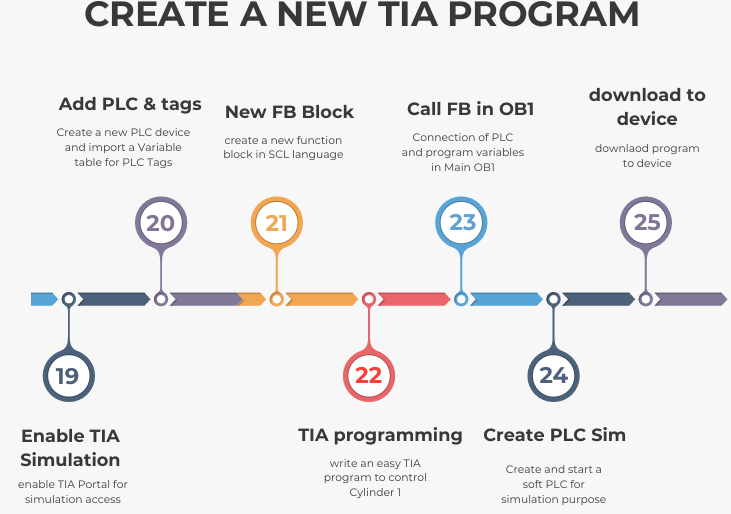 CREATE A NEW TIA PROGRAM
Add PLC & tags
Create a new PLC device
and import a Variable
table for PLC Tags
New FB Block
create a new function
block in SCL language
Call FB in OB1
Connection of PLC
and program variables
in Main OB1
download to
device
downlaod program
to device
20
21
23
25
19
22
24
Enable TIA
Simulation
enable TIA Portal for
simulation access
TIA programming
write an easy TIA
program to control
Cylinder 1
Create PLC Sim
Create and start a
soft PLC for
simulation purpose